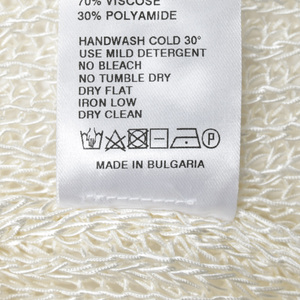 70% VISCOSE
30% POLYAMIDE
HANDWASH COLD 30°
USE MILD DETERGENT
NO BLEACH
NO TUMBLE DRY
DRY FLAT
IRON LOW
DRY CLEAN
P
MADE IN BULGARIA